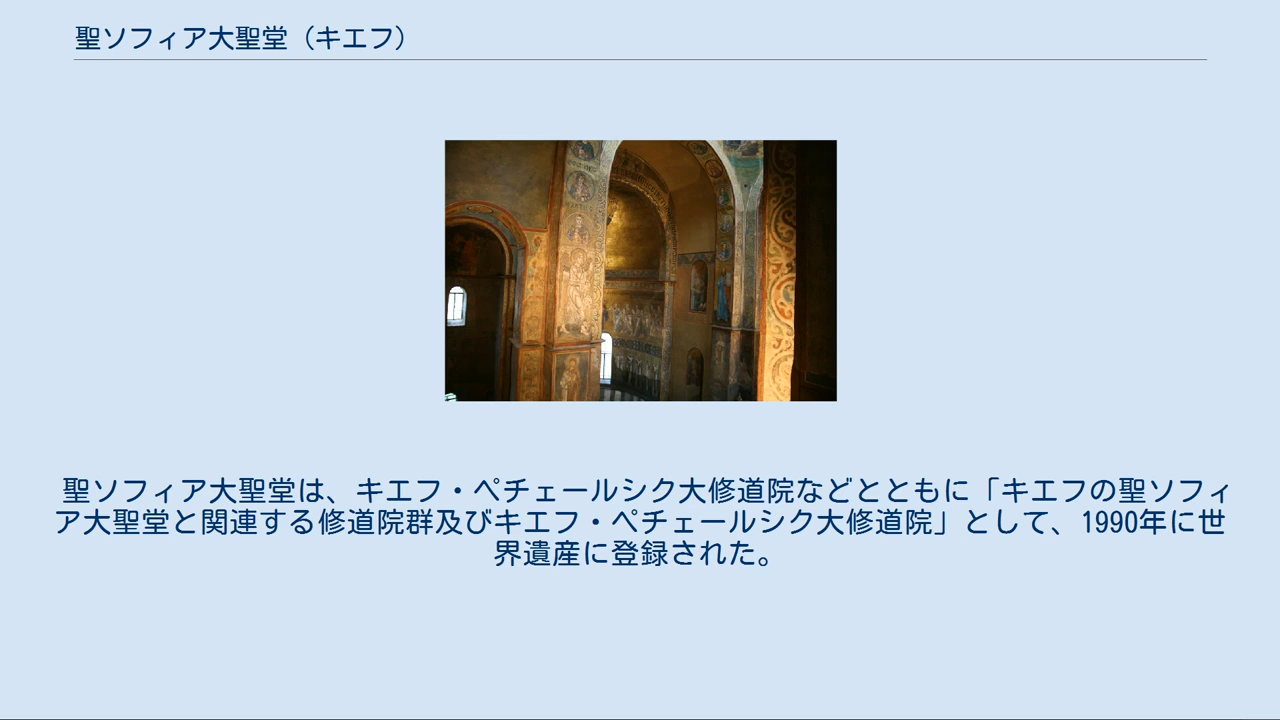 聖ソフィア大聖堂（キエフ）
聖ソフィア大聖堂は、キエフ・ペチェールシク大修道院などとともに「キエフの聖ソフィ
ア大聖堂と関連する修道院群及びキエフ・ペチェールシク大修道院」として、1990年に世
界遺産に登録された。